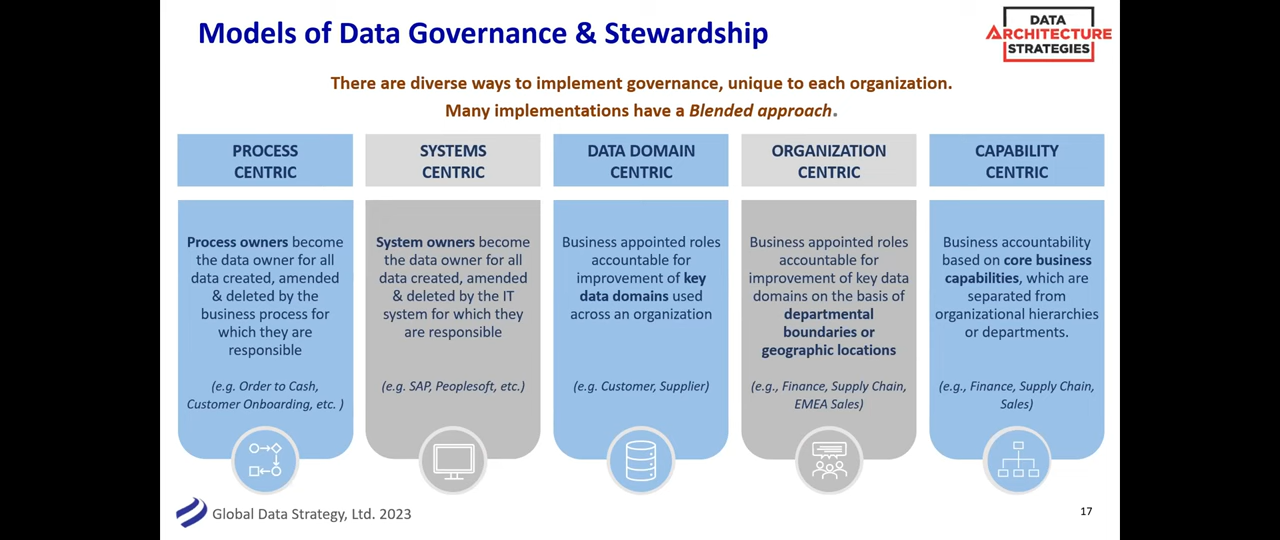 Models of Data Governance & Stewardship
DATA
ARCHITECTURE
STRATEGIES
There are diverse ways to implement governance, unique to each organization.
Many implementations have a Blended approach.
PROCESS
CENTRIC
Process owners become
the data owner for all
data created, amended
& deleted by the
business process for
which they are
responsible
(e.g. Order to Cash,
Customer Onboarding, etc. )
SYSTEMS
CENTRIC
System owners become
the data owner for all
data created, amended
& deleted by the IT
system for which they
are responsible
(e.g. SAP, Peoplesoft, etc.)
DATA DOMAIN
CENTRIC
Business appointed roles
accountable for
improvement of key
data domains used
across an organization
(e.g. Customer, Supplier)
ORGANIZATION
CENTRIC
Business appointed roles
accountable for
improvement of key data
domains on the basis of
departmental
boundaries or
geographic locations
(e.g., Finance, Supply Chain,
EMEA Sales)
CAPABILITY
CENTRIC
Business accountability
based on core business
capabilities, which are
separated from
organizational hierarchies
or departments.
(e.g., Finance, Supply Chain,
Sales)
Global Data Strategy, Ltd. 2023
17